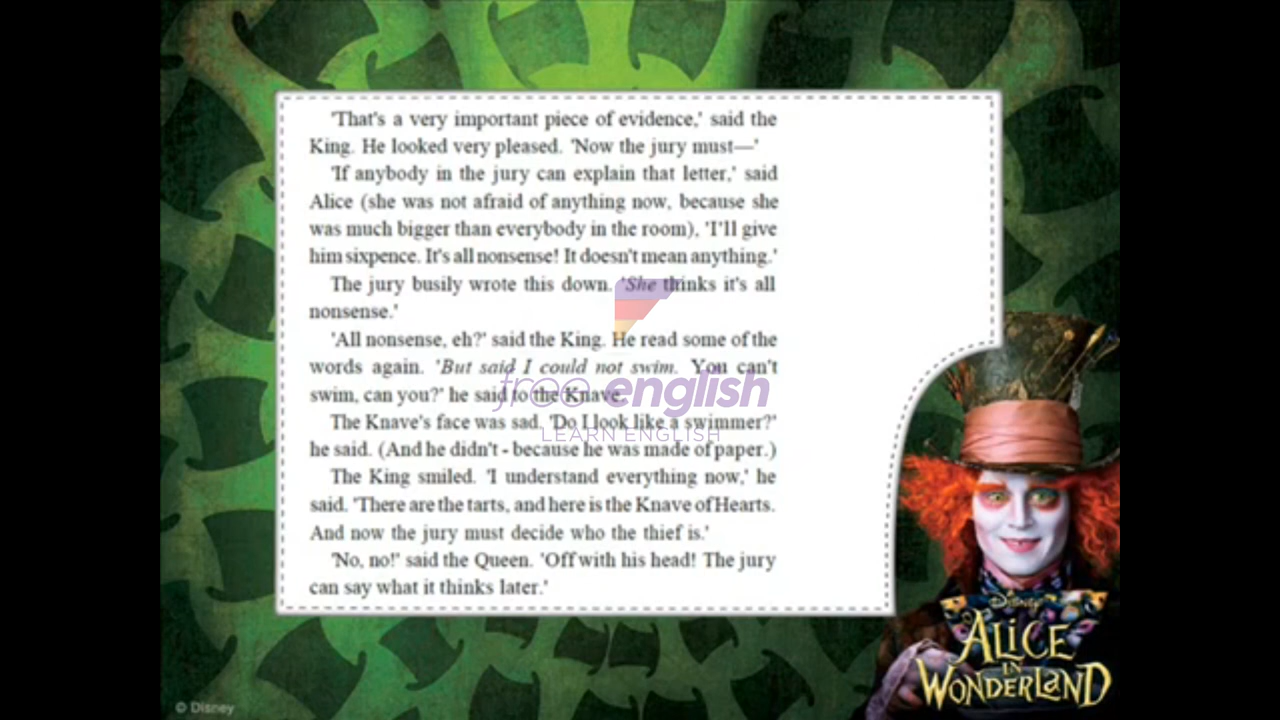 'That's a very important piece of evidence,' said the
King. He looked very pleased. 'Now the jury must—'
'If anybody in the jury can explain that letter,' said
Alice (she was not afraid of anything now, because she
was much bigger than everybody in the room), 'I'll give
him sixpence. It's all nonsense! It doesn't mean anything.'
The jury busily wrote this down. 'She thinks it's all
nonsense.'
'All nonsense, eh?' said the King. He read some of the
words again. 'But said I could not swim. You can't
swim, can you?' he said to the Knave.
The Knave's face was sad. 'Do I look like a swimmer?'
he said. (And he didn't - because he was made of paper.)
The King smiled. 'I understand everything now,' he
said. 'There are the tarts, and here is the Knave of Hearts.
And now the jury must decide who the thief is.'
'No, no!' said the Queen. 'Off with his head! The jury
can say what it thinks later.'
free english
LEARN ENGLISH
Disney
ALICE
IN
WONDERLAND
© Disney